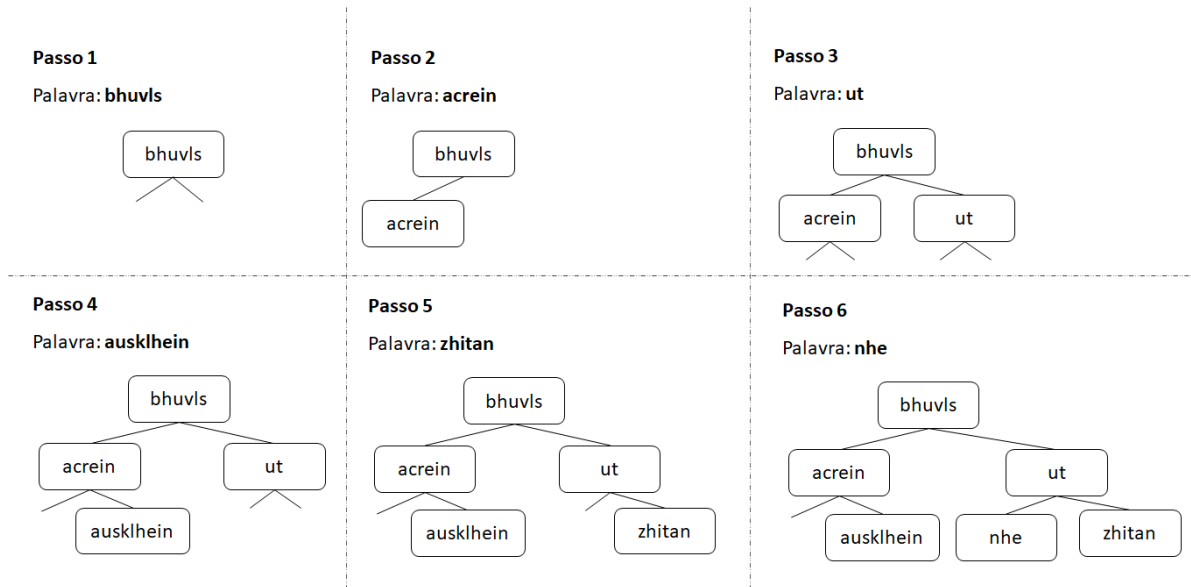 Passo 1
Palavra: bhuvls
bhuvls
Passo 2
Palavra: acrein
bhuvls
acrein
Passo 3
Palavra: ut
bhuvls
acrein ut
Passo 4
Palavra: ausklhein
bhuvls
acrein ut
ausklhein
Passo 5
Palavra: zhitan
bhuvls
acrein ut
ausklhein zhitan
Passo 6
Palavra: nhe
bhuvls
acrein ut
ausklhein nhe zhitan